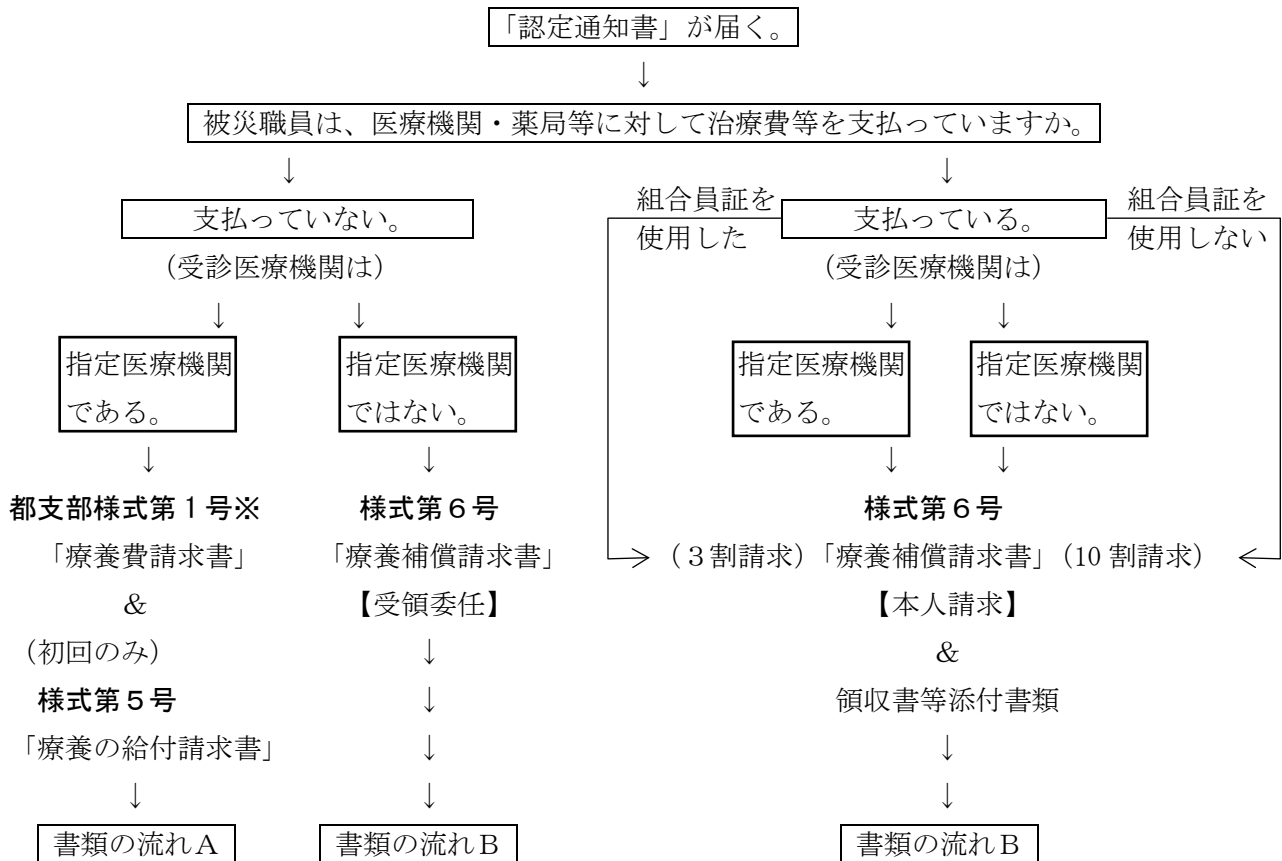 「認定通知書」が届く。
↓
被災職員は、医療機関・薬局等に対して治療費等を支払っていますか。
↓ ↓
支払っていない。 組合員証を 支払っている。 組合員証を
使用した 使用しない
(受診医療機関は) (受診医療機関は)
↓ ↓ ↓ ↓
指定医療機関 指定医療機関 指定医療機関 指定医療機関
である。 ではない。 である。 ではない。
↓ ↓ ↓ ↓
都支部様式第1号※ 様式第6号 様式第6号
「療養費請求書」 「療養補償請求書」 (3割請求)「療養補償請求書」(10割請求)
& 【受領委任】 【本人請求】
(初回のみ) ↓ &
様式第5号 ↓ 領収書等添付書類
「療養の給付請求書」 ↓ ↓
↓ ↓ ↓
書類の流れA 書類の流れB 書類の流れB